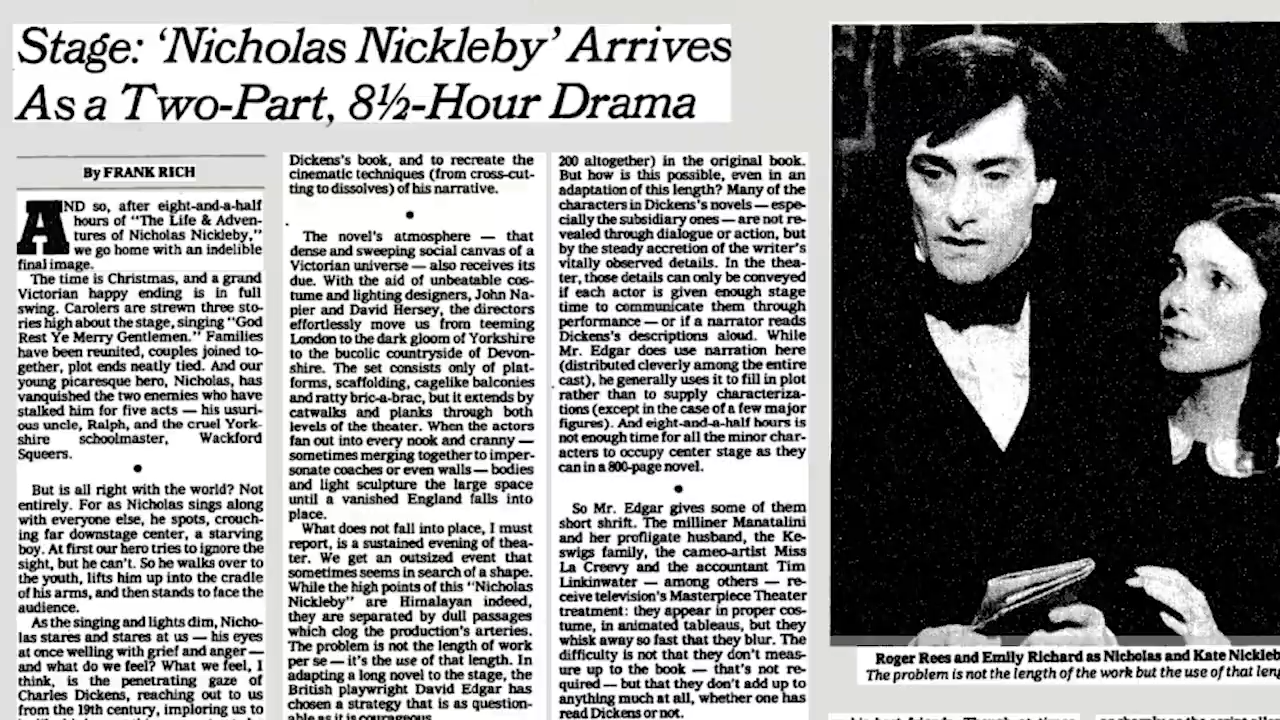 Stage: ‘Nicholas Nickleby’ Arrives
As a Two-Part, 8½-Hour Drama
By FRANK RICH
AND so, after eight-and-a-half
hours of "The Life & Adven-
tures of Nicholas Nickleby,"
we go home with an indelible
final image.
The time is Christmas, and a grand
Victorian happy ending is in full
swing. Carolers are strewn three sto-
ries high about the stage, singing "God
Rest Ye Merry Gentlemen." Families
have been reunited, couples joined to-
gether, plot ends neatly tied. And our
young picaresque hero, Nicholas, has
vanquished the two enemies who have
stalked him for five acts — his usuri-
ous uncle, Ralph, and the cruel York-
shire schoolmaster, Wackford
Squeers.
But is all right with the world? Not
entirely. For as Nicholas sings along
with everyone else, he spots, crouch-
ing far downstage center, a starving
boy. At first our hero tries to ignore the
sight, but he can't. So he walks over to
the youth, lifts him up into the cradle
of his arms, and then stands to face the
audience.
As the singing and lights dim, Nicho-
las stares and stares at us — his eyes
at once welling with grief and anger —
and what do we feel? What we feel, I
think, is the penetrating gaze of
Charles Dickens, reaching out to us
from the 19th century, imploring us to
Dickens's book, and to recreate the
cinematic techniques (from cross-cut-
ting to dissolves) of his narrative.
The novel's atmosphere — that
dense and sweeping social canvas of a
Victorian universe — also receives its
due. With the aid of unbeatable cos-
tume and lighting designers, John Na-
pier and David Hersey, the directors
effortlessly move us from teeming
London to the dark gloom of Yorkshire
to the bucolic countryside of Devon-
shire. The set consists only of plat-
forms, scaffolding, cagelike balconies
and ratty bric-a-brac, but it extends by
catwalks and planks through both
levels of the theater. When the actors
fan out into every nook and cranny —
sometimes merging together to imper-
sonate coaches or even walls — bodies
and light sculpture the large space
until a vanished England falls into
place.
What does not fall into place, I must
report, is a sustained evening of thea-
ter. We get an outsized event that
sometimes seems in search of a shape.
While the high points of this "Nicholas
Nickleby" are Himalayan indeed,
they are separated by dull passages
which clog the production's arteries.
The problem is not the length of work
per se — it's the use of that length. In
adapting a long novel to the stage, the
British playwright David Edgar has
chosen a strategy that is as question-
able as it is courageous.
200 altogether) in the original book.
But how is this possible, even in an
adaptation of this length? Many of the
characters in Dickens's novels — espe-
cially the subsidiary ones — are not re-
vealed through dialogue or action, but
by the steady accretion of the writer's
vitally observed details. In the thea-
ter, those details can only be conveyed
if each actor is given enough stage
time to communicate them through
performance — or if a narrator reads
Dickens's descriptions aloud. While
Mr. Edgar does use narration here
(distributed cleverly among the entire
cast), he generally uses it to fill in plot
rather than to supply characteriza-
tions (except in the case of a few major
figures). And eight-and-a-half hours is
not enough time for all the minor char-
acters to occupy center stage as they
can in a 800-page novel.
So Mr. Edgar gives some of them
short shrift. The milliner Manatalini
and her profligate husband, the Ke-
swigs family, the cameo-artist Miss
La Creevy and the accountant Tim
Linkinwater — among others — re-
ceive television's Masterpiece Theater
treatment: they appear in proper cos-
tume, in animated tableaus, but they
whisk away so fast that they blur. The
difficulty is not that they don't meas-
ure up to the book — that's not re-
quired — but that they don't add up to
anything much at all, whether one has
read Dickens or not.
Roger Rees and Emily Richard as Nicholas and Kate Nickleb
The problem is not the length of the work but the use of that leng